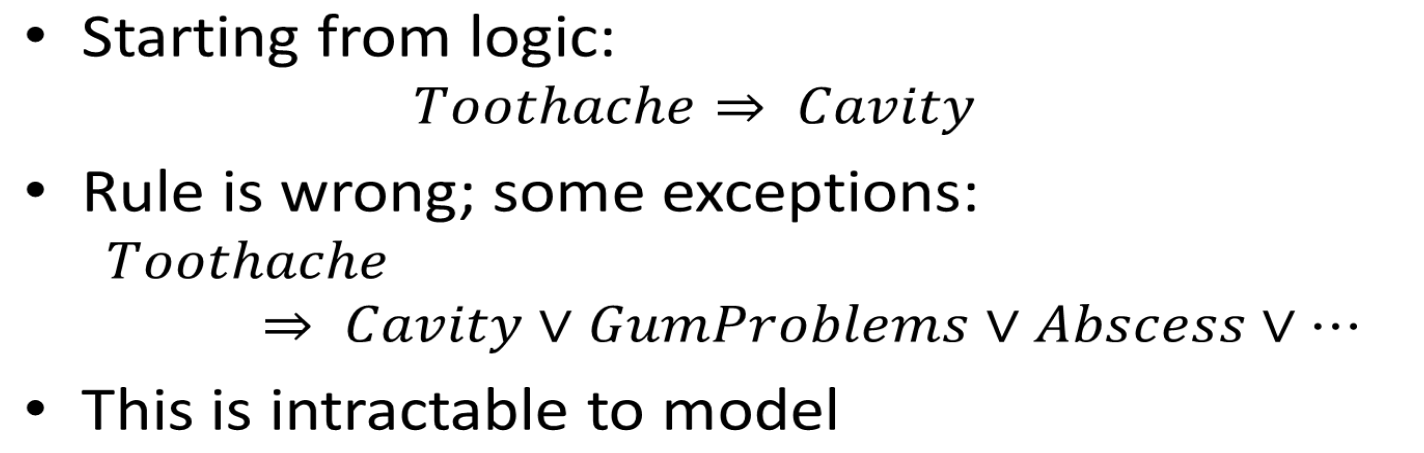 • Starting from logic:
Toothache ⇒ Cavity
• Rule is wrong; some exceptions:
Toothache
⇒ Cavity ∨ GumProblems ∨ Abscess ∨ ⋯
• This is intractable to model